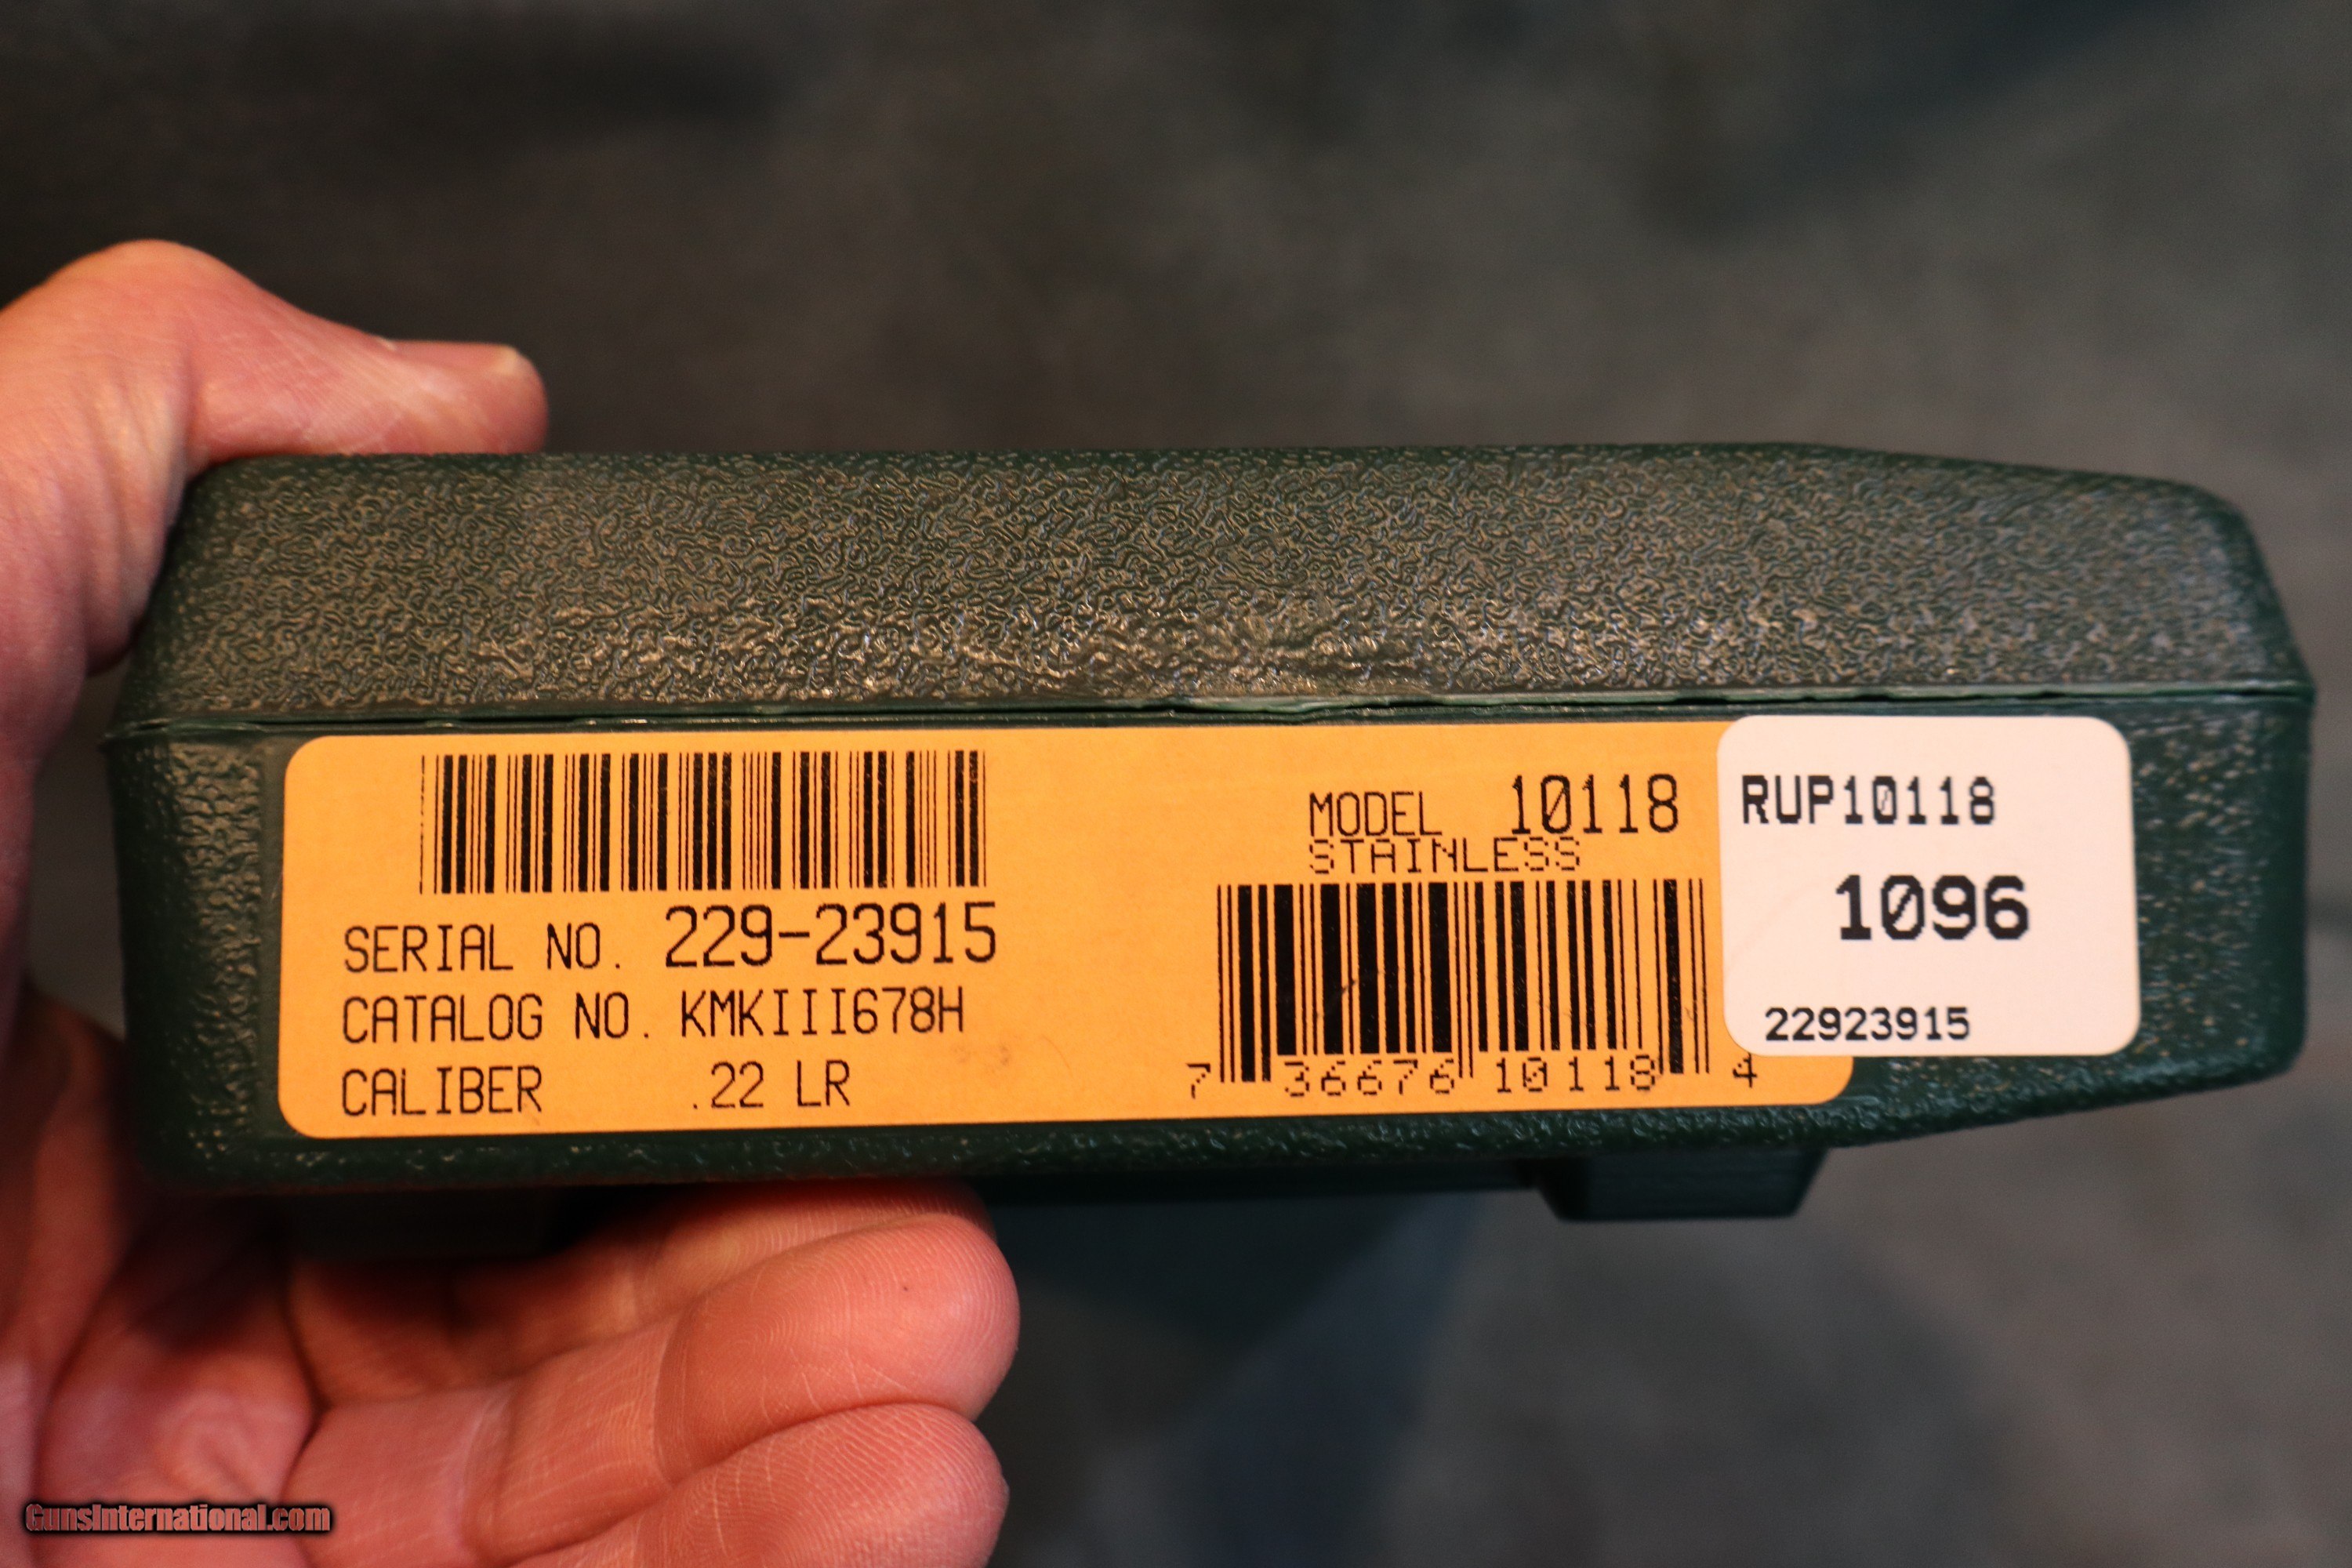 SERIAL NO. 229-23915
CATALOG NO. KMKIII678H
CALIBER .22 LR
MODEL 10118
STAINLESS
7 36676 10118 4
RUP10118
1096
22923915
GunsInternational.com